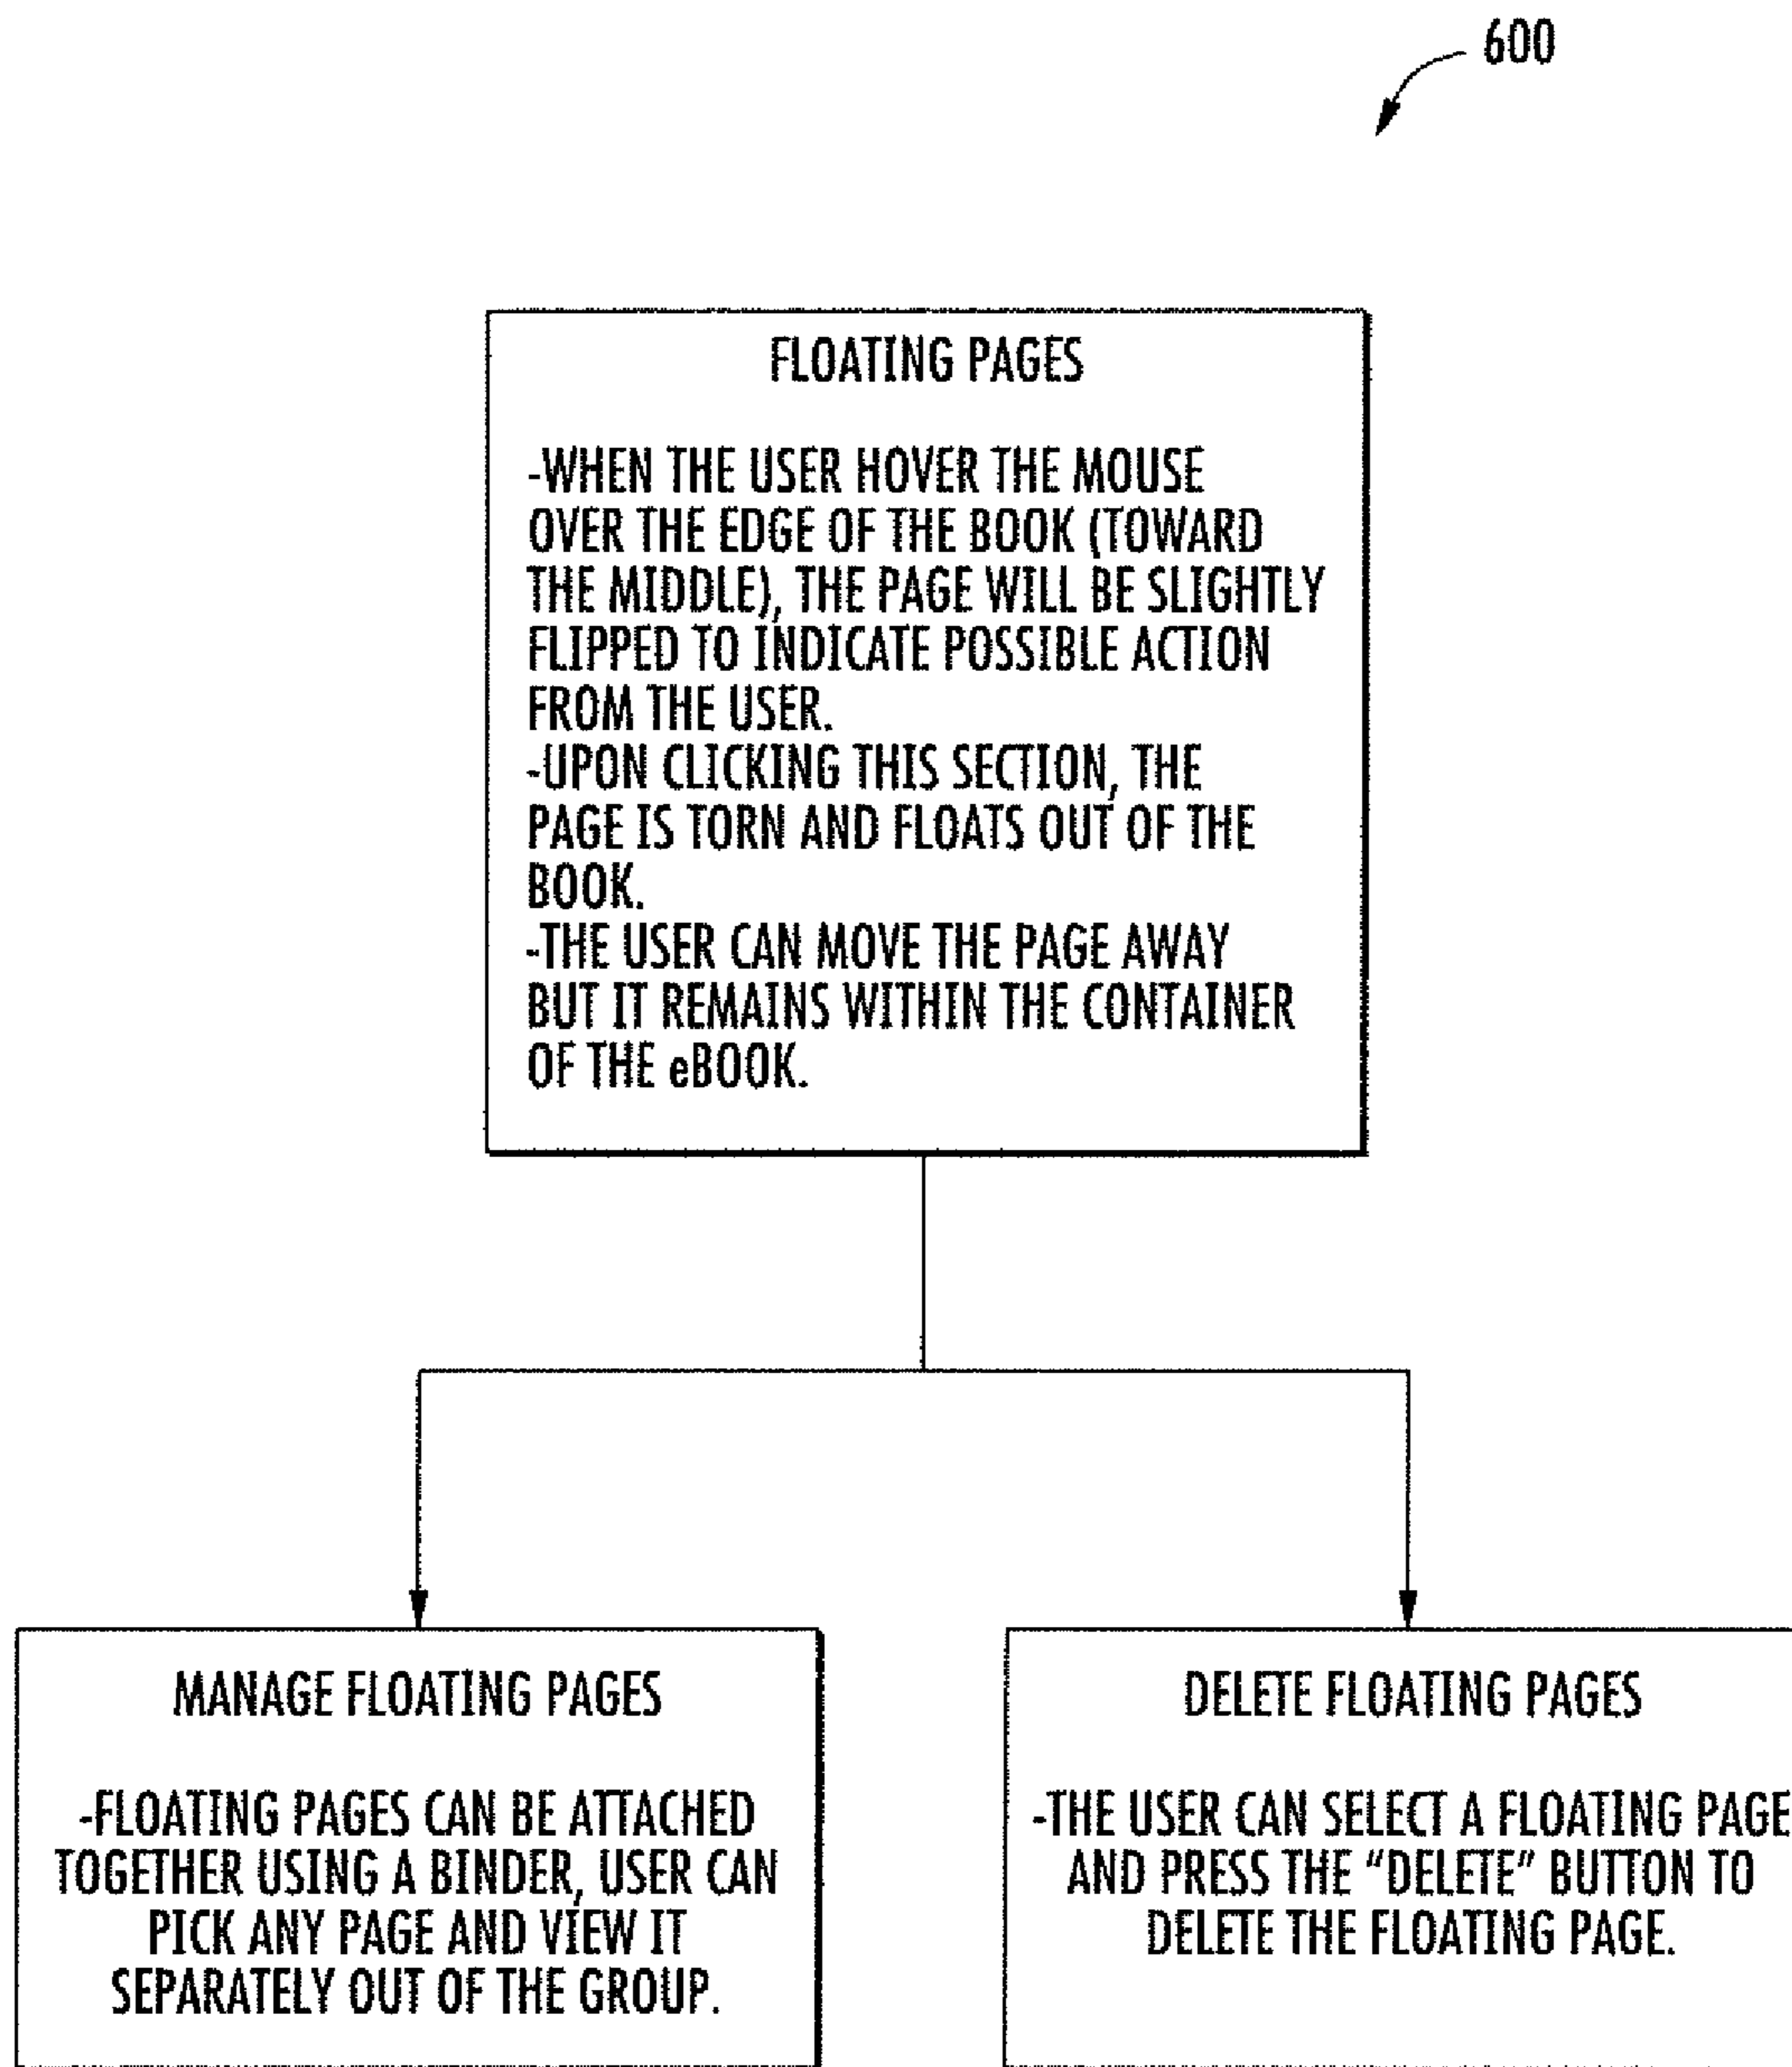 600
FLOATING PAGES
-WHEN THE USER HOVER THE MOUSE
OVER THE EDGE OF THE BOOK (TOWARD
THE MIDDLE), THE PAGE WILL BE SLIGHTLY
FLIPPED TO INDICATE POSSIBLE ACTION
FROM THE USER.
-UPON CLICKING THIS SECTION, THE
PAGE IS TORN AND FLOATS OUT OF THE
BOOK.
-THE USER CAN MOVE THE PAGE AWAY
BUT IT REMAINS WITHIN THE CONTAINER
OF THE eBOOK.
MANAGE FLOATING PAGES
-FLOATING PAGES CAN BE ATTACHED
TOGETHER USING A BINDER, USER CAN
PICK ANY PAGE AND VIEW IT
SEPARATELY OUT OF THE GROUP.
DELETE FLOATING PAGES
-THE USER CAN SELECT A FLOATING PAGE
AND PRESS THE “DELETE” BUTTON TO
DELETE THE FLOATING PAGE.